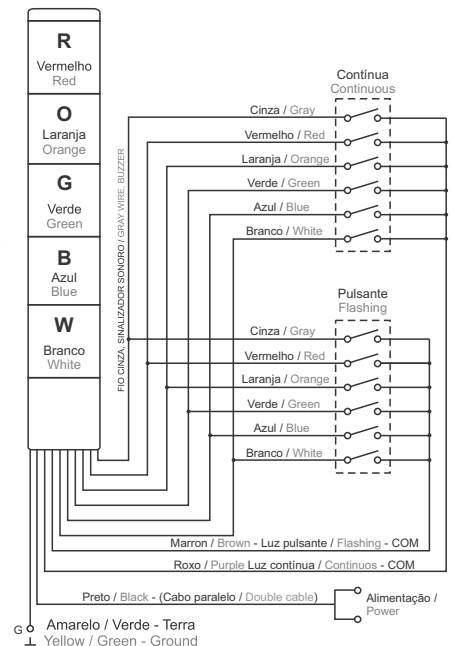 R
Vermelho
Red
O
Laranja
Orange
G
Verde
Green
B
Azul
Blue
W
Branco
White
FIO CINZA, SINALIZADOR SONORO / GRAY WIRE, BUZZER
Contínua
Continuous
Cinza / Gray
Vermelho / Red
Laranja / Orange
Verde / Green
Azul / Blue
Branco / White
Pulsante
Flashing
Cinza / Gray
Vermelho / Red
Laranja / Orange
Verde / Green
Azul / Blue
Branco / White
Marron / Brown - Luz pulsante / Flashing - COM
Roxo / Purple Luz contínua / Continuos - COM
Preto / Black - (Cabo paralelo / Double cable)
Alimentação /
Power
G
Amarelo / Verde - Terra
Yellow / Green - Ground